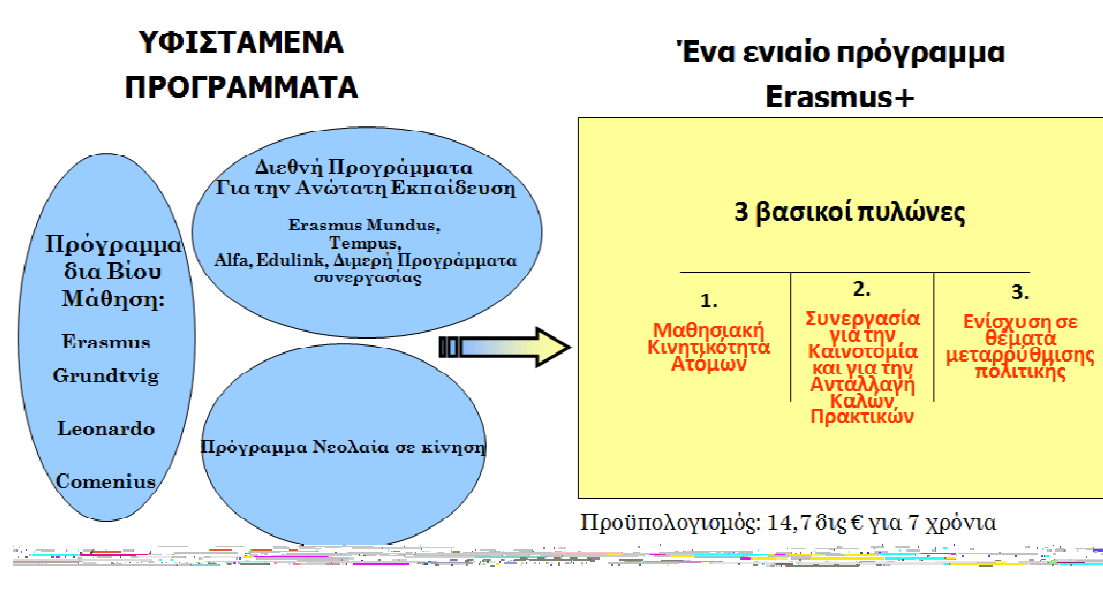 ΥΦΙΣΤΑΜΕΝΑ
ΠΡΟΓΡΑΜΜΑΤΑ
Πρόγραμμα
δια Βίου
Μάθηση:
Erasmus
Grundtvig
Leonardo
Comenius
Διεθνή Προγράμματα
Για την Ανώτατη Εκπαίδευση
Erasmus Mundus,
Tempus,
Alfa, Edulink, Διμερή Προγράμματα
συνεργασίας
Πρόγραμμα Νεολαία σε κίνηση
Ένα ενιαίο πρόγραμμα
Erasmus+
3 βασικοί πυλώνες
1.
Μαθησιακή
Κινητικότητα
Ατόμων
2.
Συνεργασία
για την
Καινοτομία
και για την
Ανταλλαγή
Καλών
Πρακτικών
3.
Ενίσχυση σε
θέματα
μεταρρύθμισης
πολιτικής
Προϋπολογισμός: 14,7 δις € για 7 χρόνια